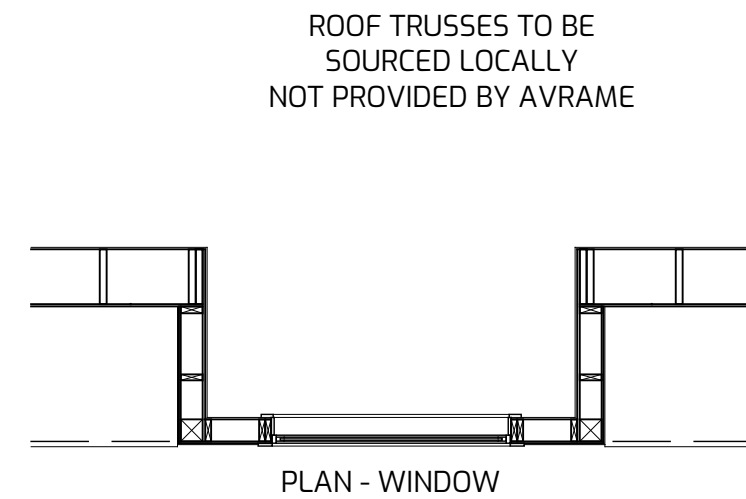 ROOF TRUSSES TO BE
SOURCED LOCALLY
NOT PROVIDED BY AVRAME
PLAN - WINDOW